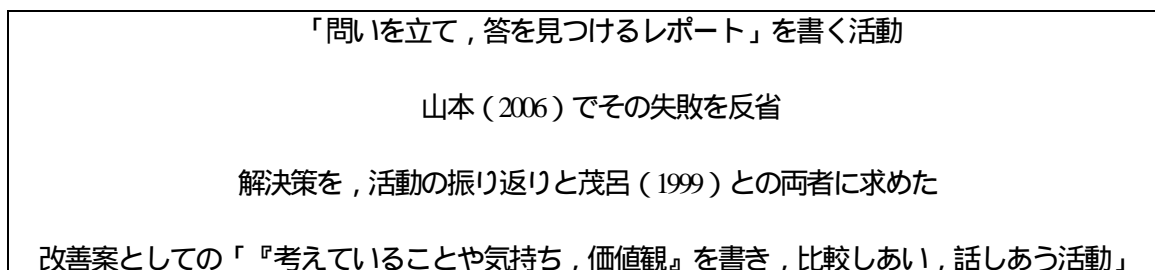 「問いを立て，答を見つけるレポート」を書く活動
山本（2006）でその失敗を反省
解決策を，活動の振り返りと茂呂（1999）との両者に求めた
改善案としての「『考えていることや気持ち，価値観』を書き，比較しあい，話しあう活動」